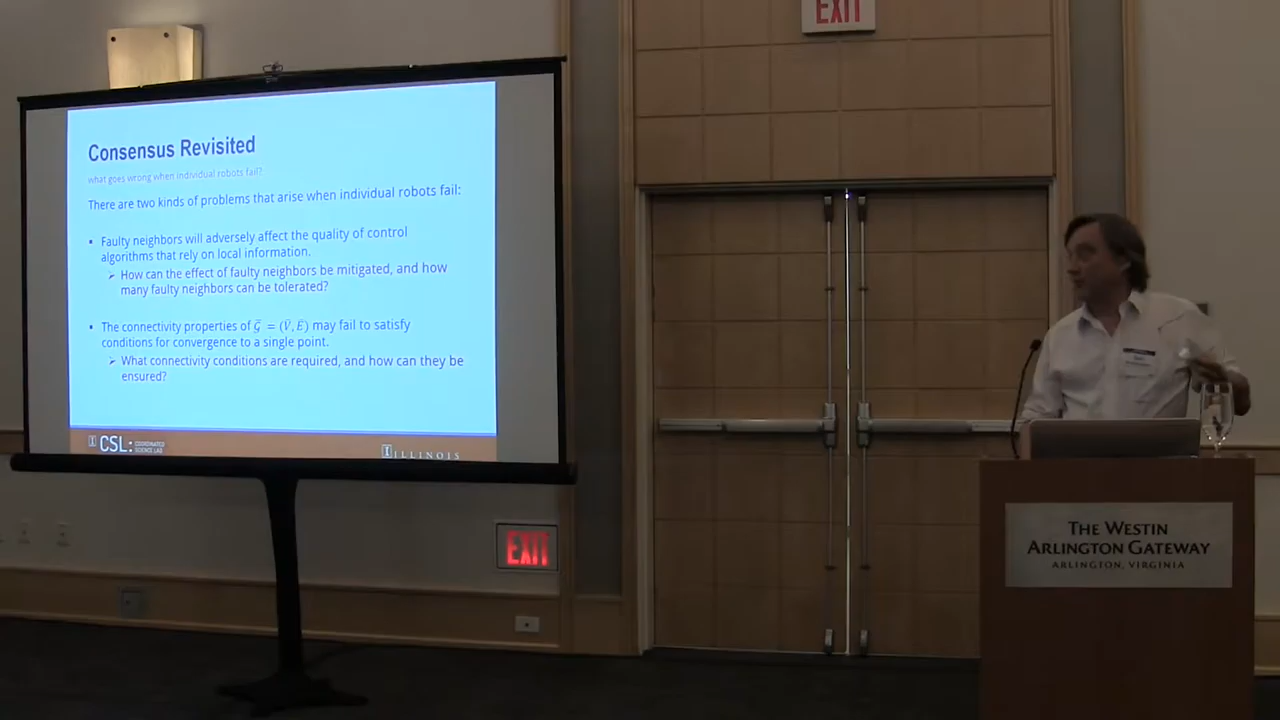 EXIT
Consensus Revisited
what goes wrong when individual robots fail?
There are two kinds of problems that arise when individual robots fail:
▪ Faulty neighbors will adversely affect the quality of control
algorithms that rely on local information.
➢ How can the effect of faulty neighbors be mitigated, and how
many faulty neighbors can be tolerated?
▪ The connectivity properties of 𝒢̄ = (V̄, Ē) may fail to satisfy
conditions for convergence to a single point.
➢ What connectivity conditions are required, and how can they be
ensured?
I CSL: COORDINATED
SCIENCE LAB
I ILLINOIS
EXIT
THE WESTIN
ARLINGTON GATEWAY
ARLINGTON, VIRGINIA